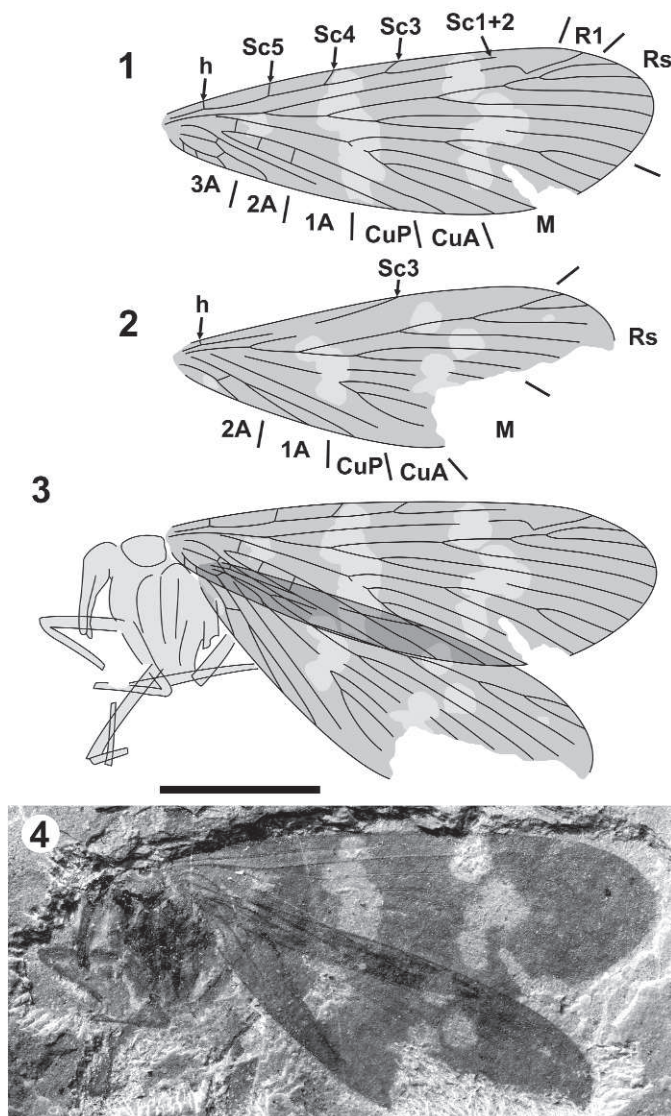 1
h Sc5 Sc4 Sc3 Sc1+2 R1 Rs
3A 2A 1A CuP CuA M
2
h Sc3 Rs
2A 1A CuP CuA M
3
4